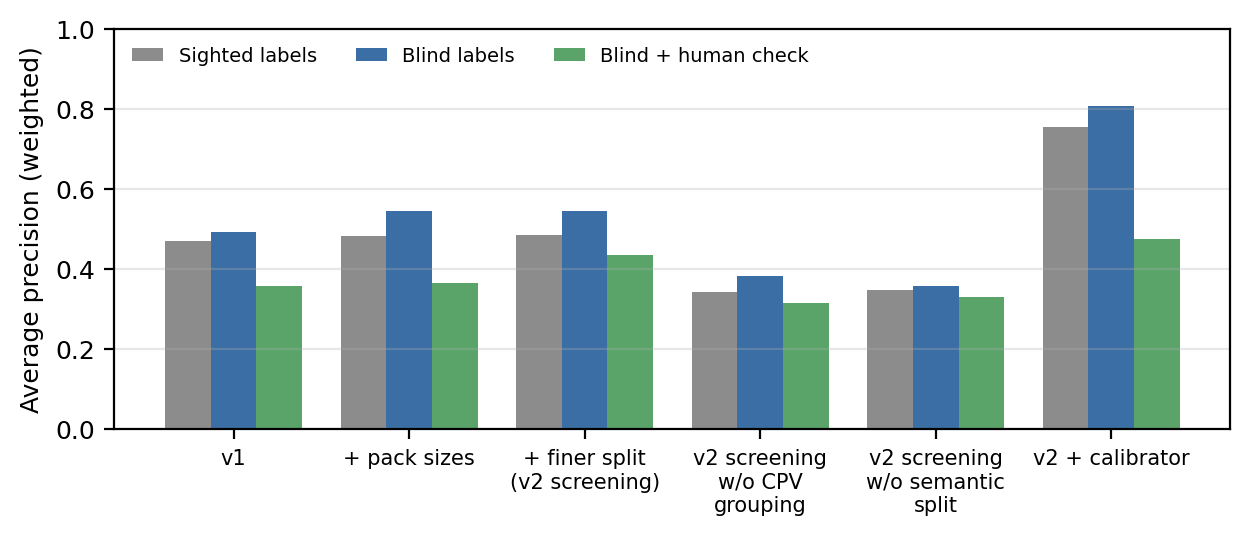 Average precision (weighted)
1.0
0.8
0.6
0.4
0.2
0.0
Sighted labels
Blind labels
Blind + human check
v1
+ pack sizes
+ finer split
(v2 screening)
v2 screening
w/o CPV
grouping
v2 screening
w/o semantic
split
v2 + calibrator